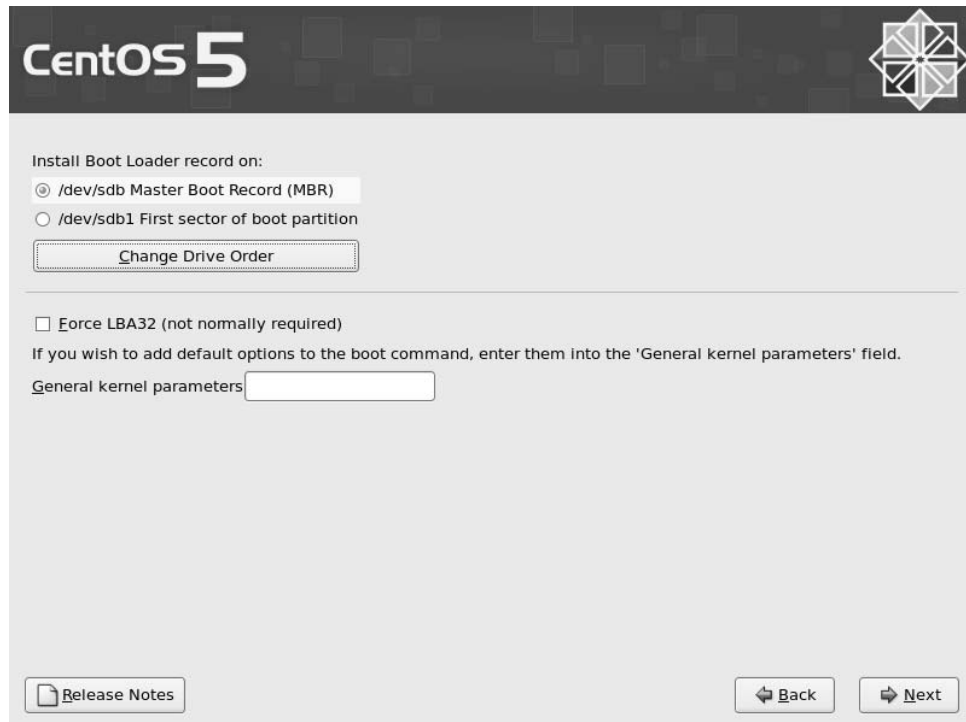 CentOS 5
Install Boot Loader record on:
/dev/sdb Master Boot Record (MBR)
/dev/sdb1 First sector of boot partition
Change Drive Order
Force LBA32 (not normally required)
If you wish to add default options to the boot command, enter them into the 'General kernel parameters' field.
General kernel parameters
Release Notes
Back
Next